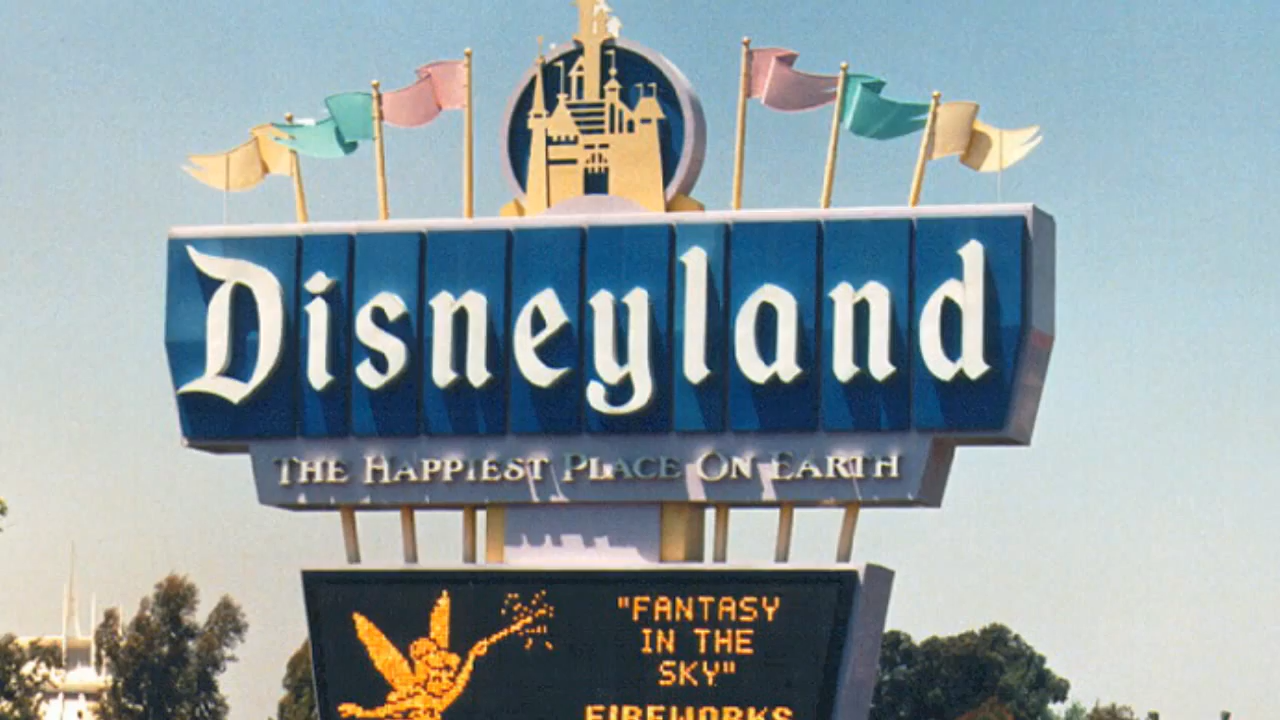 Disneyland
THE HAPPIEST PLACE ON EARTH
"FANTASY
IN THE
SKY"
FIREWORKS